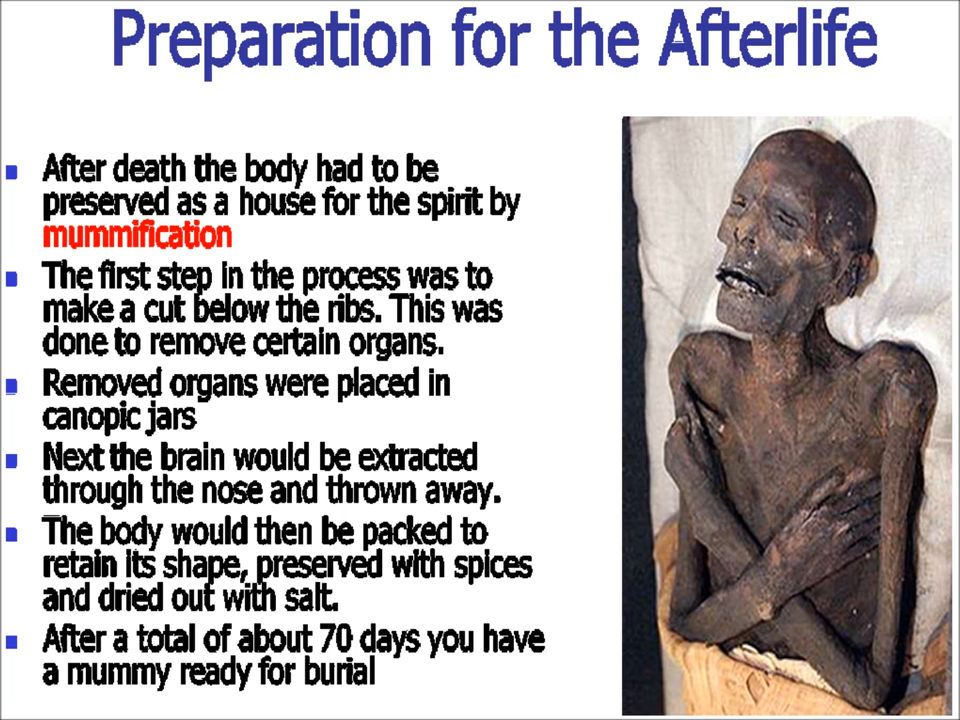 Preparation for the Afterlife
After death the body had to be
preserved as a house for the spirit by
mummification
The first step in the process was to
make a cut below the ribs. This was
done to remove certain organs.
Removed organs were placed in
canopic jars
Next the brain would be extracted
through the nose and thrown away.
The body would then be packed to
retain its shape, preserved with spices
and dried out with salt.
After a total of about 70 days you have
a mummy ready for burial